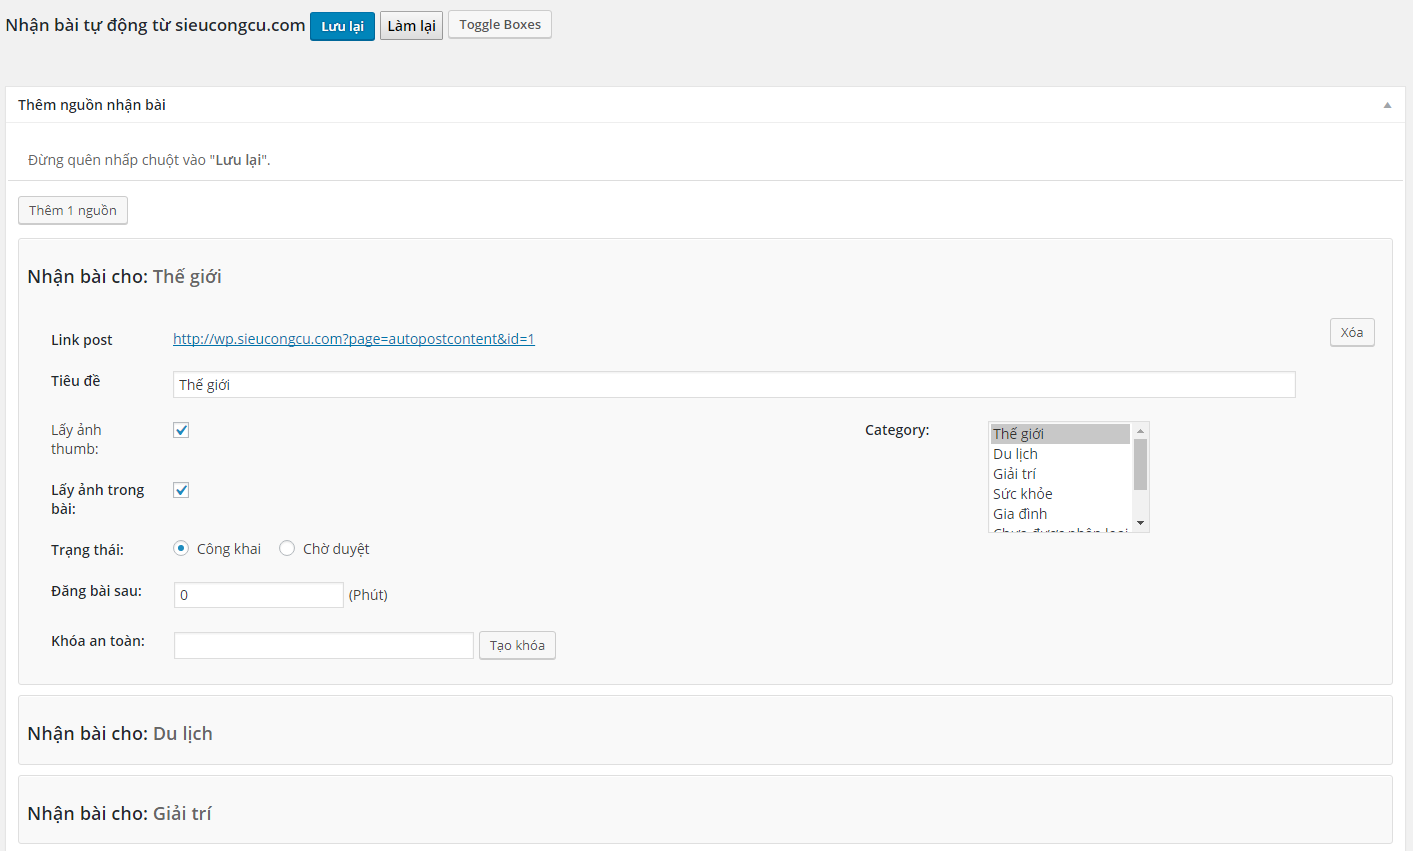 Nhận bài tự động từ sieucongcu.com Lưu lại Làm lại Toggle Boxes
Thêm nguồn nhận bài
Đừng quên nhấp chuột vào "Lưu lại".
Thêm 1 nguồn
Nhận bài cho: Thế giới
Link post http://wp.sieucongcu.com?page=autopostcontent&id=1 Xóa
Tiêu đề Thế giới
Lấy ảnh
thumb:
Category: Thế giới
Du lịch
Giải trí
Sức khỏe
Gia đình
Chưa được phân loại
Lấy ảnh trong
bài:
Trạng thái: Công khai Chờ duyệt
Đăng bài sau: 0 (Phút)
Khóa an toàn: Tạo khóa
Nhận bài cho: Du lịch
Nhận bài cho: Giải trí